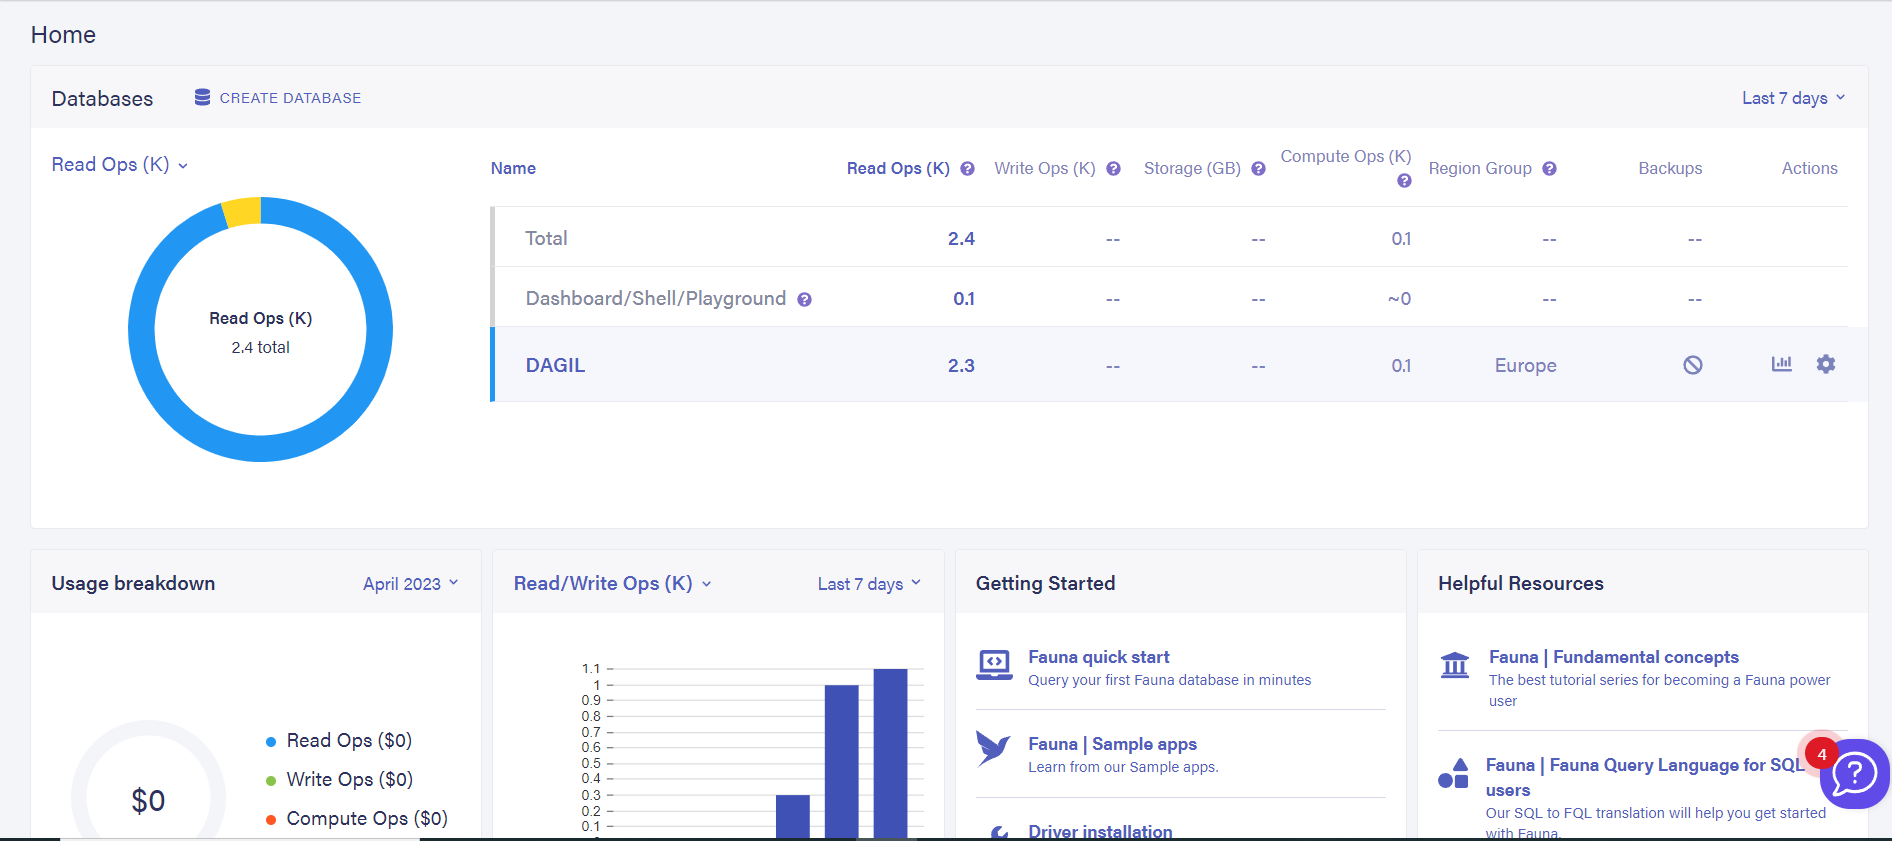 Home
Databases CREATE DATABASE Last 7 days
Read Ops (K)
Name Read Ops (K) ? Write Ops (K) ? Storage (GB) ? Compute Ops (K) ? Region Group ? Backups Actions
Total 2.4 -- -- 0.1 -- --
Dashboard/Shell/Playground ? 0.1 -- -- ~0 -- --
DAGIL 2.3 -- -- 0.1 Europe
Read Ops (K)
2.4 total
Usage breakdown April 2023
$0
Read Ops ($0)
Write Ops ($0)
Compute Ops ($0)
Read/Write Ops (K) Last 7 days
1.1
1
0.9
0.8
0.7
0.6
0.5
0.4
0.3
0.2
0.1
Getting Started
Fauna quick start
Query your first Fauna database in minutes
Fauna | Sample apps
Learn from our Sample apps.
Driver installation
Helpful Resources
Fauna | Fundamental concepts
The best tutorial series for becoming a Fauna power
user
Fauna | Fauna Query Language for SQL
users
Our SQL to FQL translation will help you get started
with Fauna.
4
?